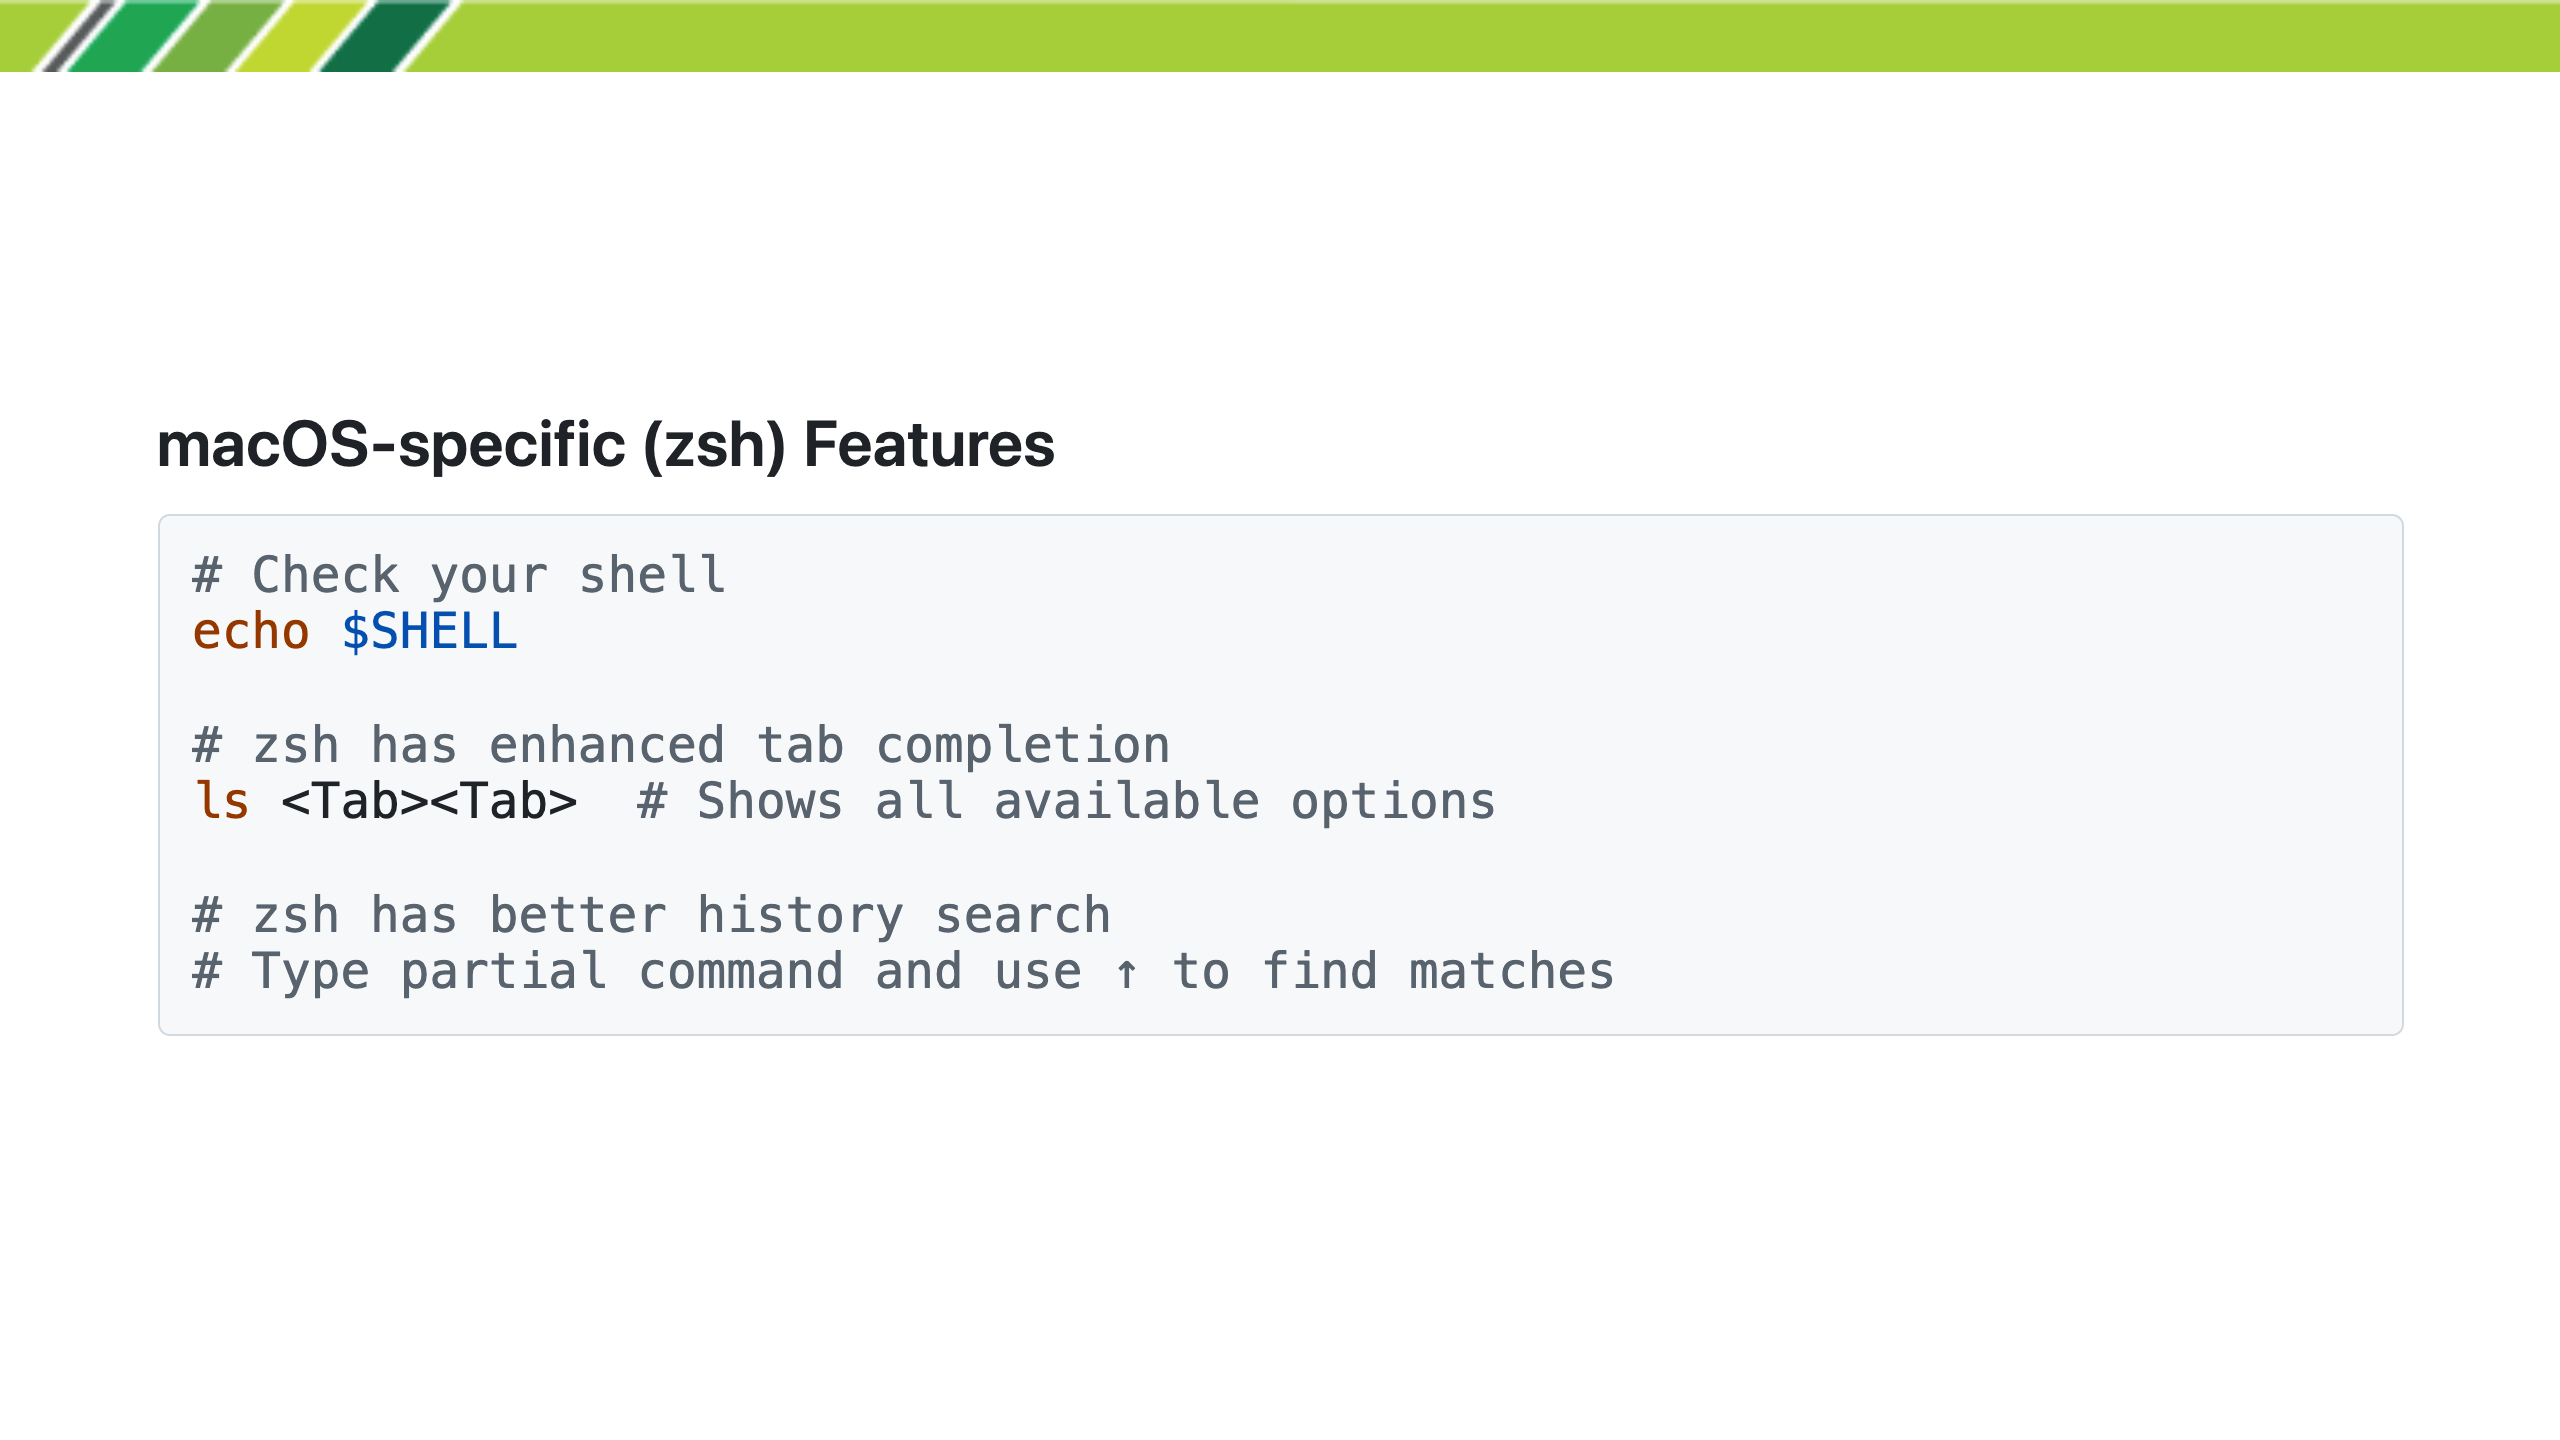 macOS-specific (zsh) Features
# Check your shell
echo $SHELL
# zsh has enhanced tab completion
ls <Tab><Tab>  # Shows all available options
# zsh has better history search
# Type partial command and use ↑ to find matches